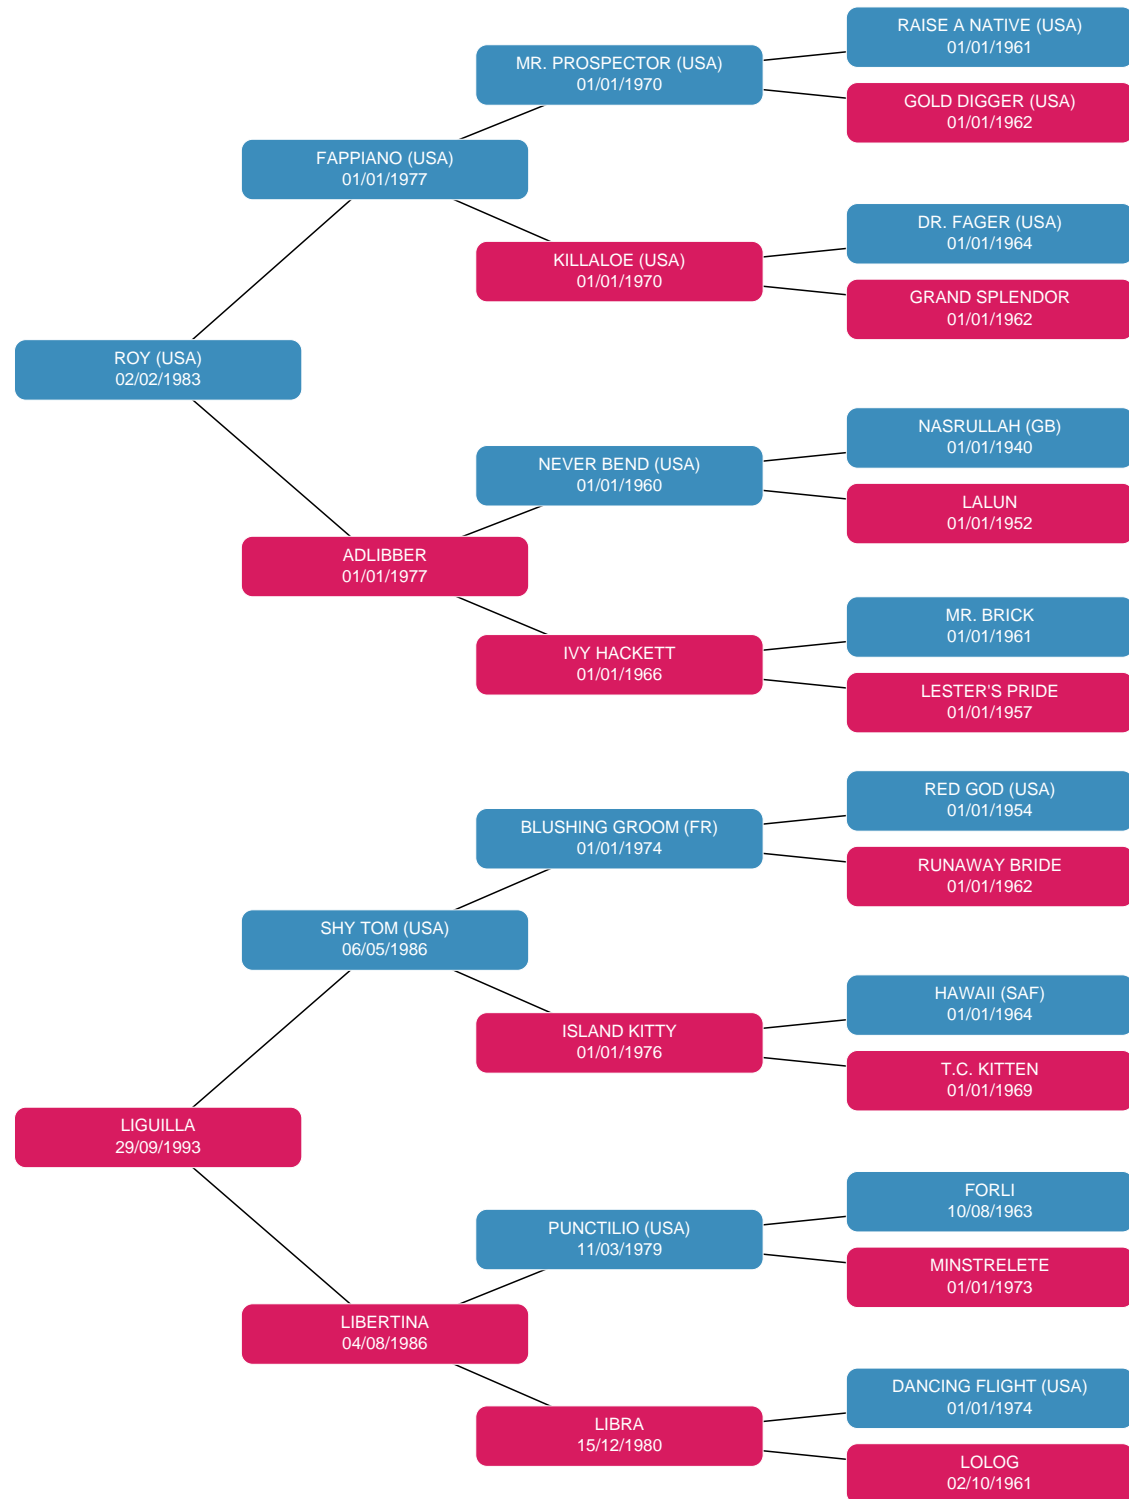 RAISE A NATIVE (USA)
01/01/1961
MR. PROSPECTOR (USA)
01/01/1970
GOLD DIGGER (USA)
01/01/1962
FAPPIANO (USA)
01/01/1977
DR. FAGER (USA)
01/01/1964
KILLALOE (USA)
01/01/1970
GRAND SPLENDOR
01/01/1962
ROY (USA)
02/02/1983
NASRULLAH (GB)
01/01/1940
NEVER BEND (USA)
01/01/1960
LALUN
01/01/1952
ADLIBBER
01/01/1977
MR. BRICK
01/01/1961
IVY HACKETT
01/01/1966
LESTER'S PRIDE
01/01/1957
RED GOD (USA)
01/01/1954
BLUSHING GROOM (FR)
01/01/1974
RUNAWAY BRIDE
01/01/1962
SHY TOM (USA)
06/05/1986
HAWAII (SAF)
01/01/1964
ISLAND KITTY
01/01/1976
T.C. KITTEN
01/01/1969
LIGUILLA
29/09/1993
FORLI
10/08/1963
PUNCTILIO (USA)
11/03/1979
MINSTRELETE
01/01/1973
LIBERTINA
04/08/1986
DANCING FLIGHT (USA)
01/01/1974
LIBRA
15/12/1980
LOLOG
02/10/1961